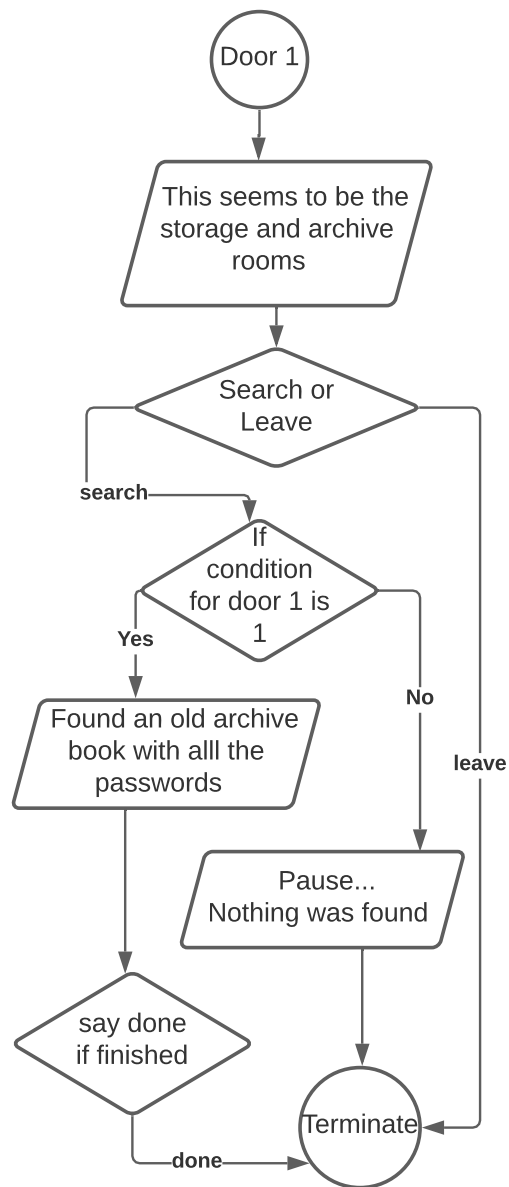 Door 1
This seems to be the
storage and archive
rooms
Search or
Leave
search
If
condition
for door 1 is
1
Yes
No
Found an old archive
book with alll the
passwords
leave
Pause...
Nothing was found
say done
if finished
Terminate
done